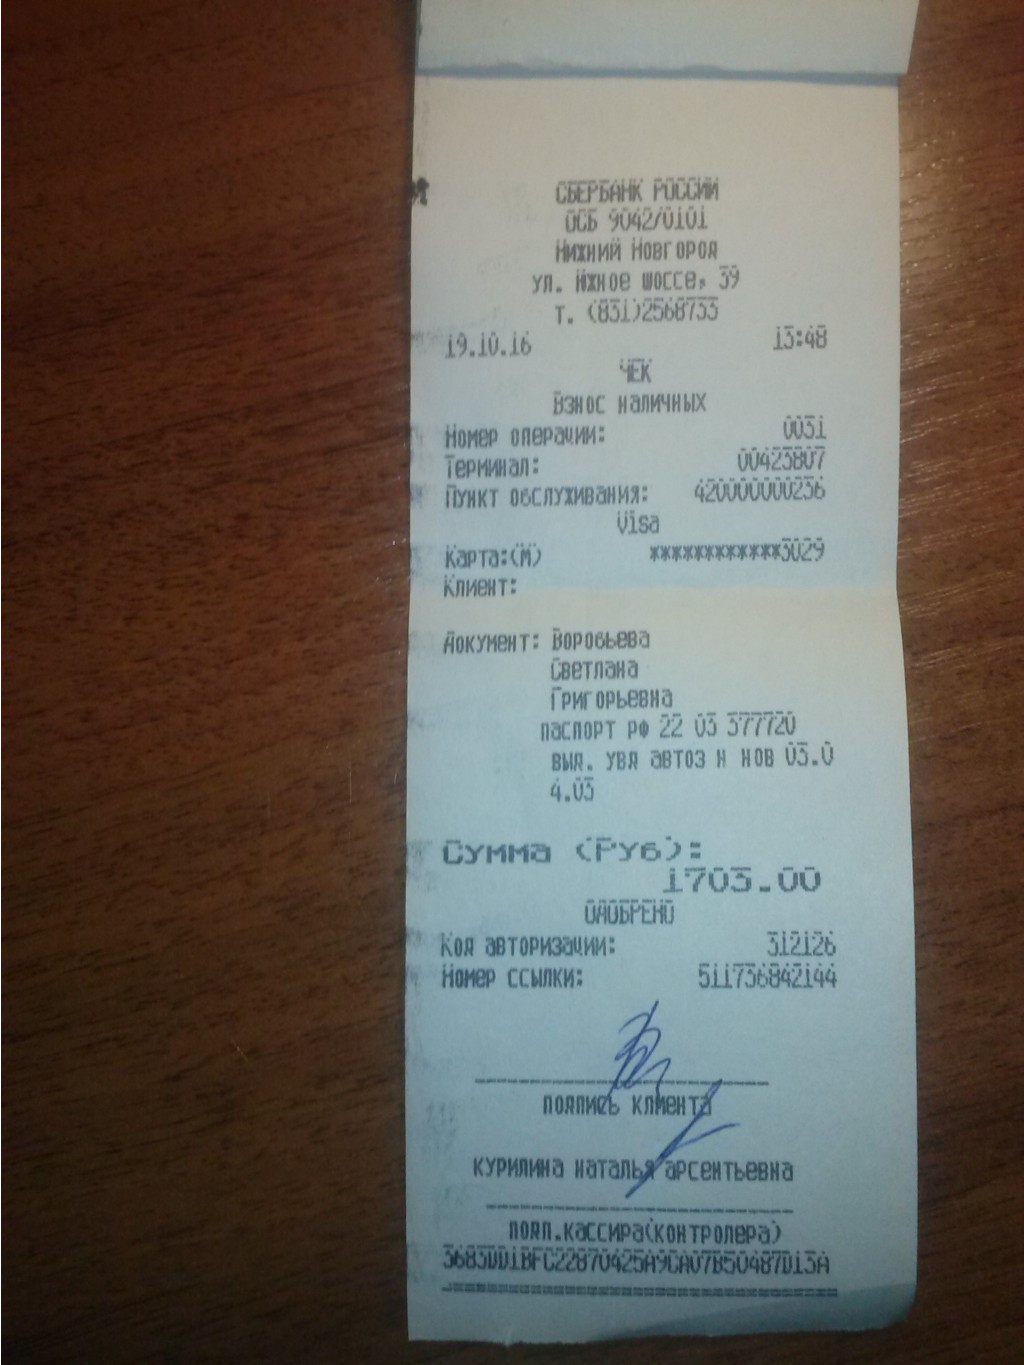 СБЕРБАНК РОССИИ
ОСБ 9042/0101
Нижний Новгород
ул. Южное шоссе, 39
т. (831)2568733
19.10.16 13:48
ЧЕК
Взнос наличных
Номер операции: 0031
Терминал: 00423807
Пункт обслуживания: 420000000236
Visa
Карта:(М) ************3029
Клиент:
Документ: Воробьева
Светлана
Григорьевна
паспорт рф 22 03 377720
выд. увд автоз н нов 03.0
4.03
Сумма (Руб):
1703.00
ОДОБРЕНО
Код авторизации: 312126
Номер ссылки: 511736842144
подпись клиента
КУРИЛИНА НАТАЛЬЯ АРСЕНТЬЕВНА
подп.кассира(контролера)
3683DD1BFC22870425A9CA07B50487D13A